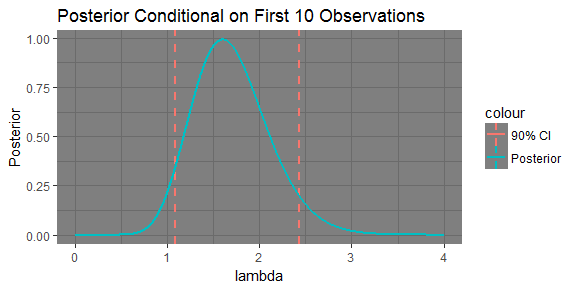 Posterior Conditional on First 10 Observations
1.00
0.75
0.50
0.25
0.00
Posterior
0
1
2
3
4
lambda
colour
90% CI
Posterior